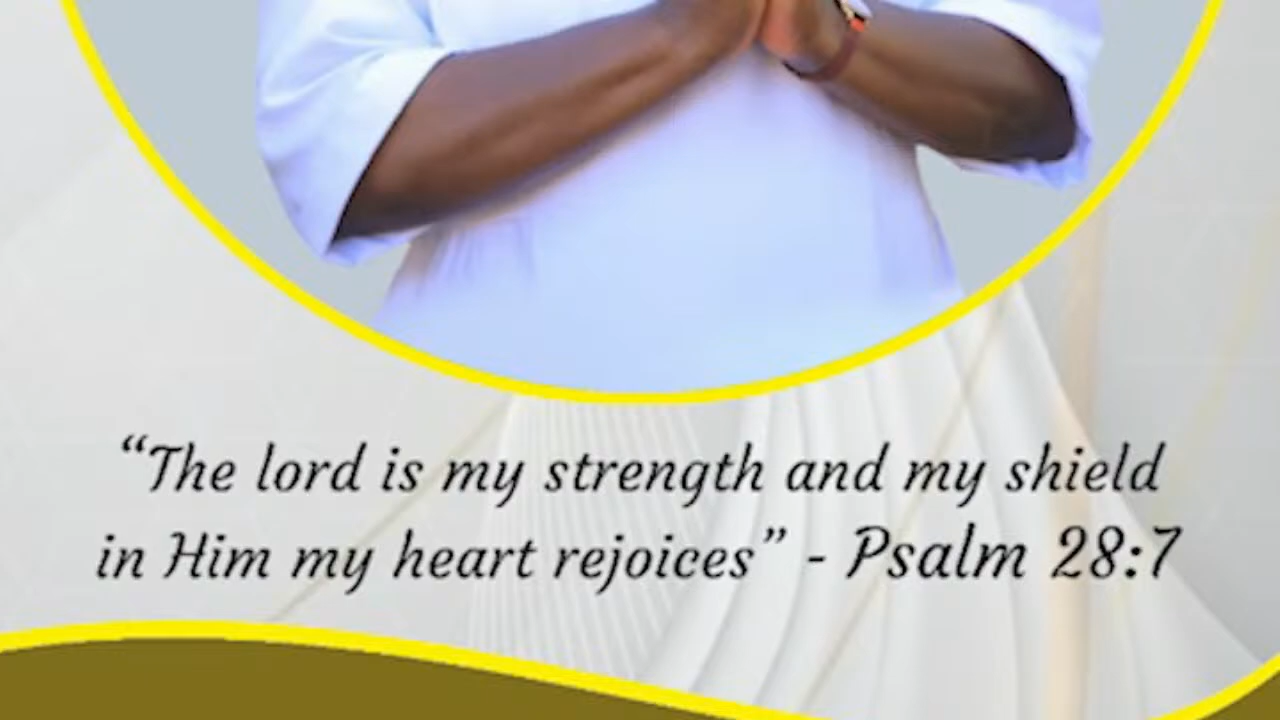 “The lord is my strength and my shield
in Him my heart rejoices” - Psalm 28:7